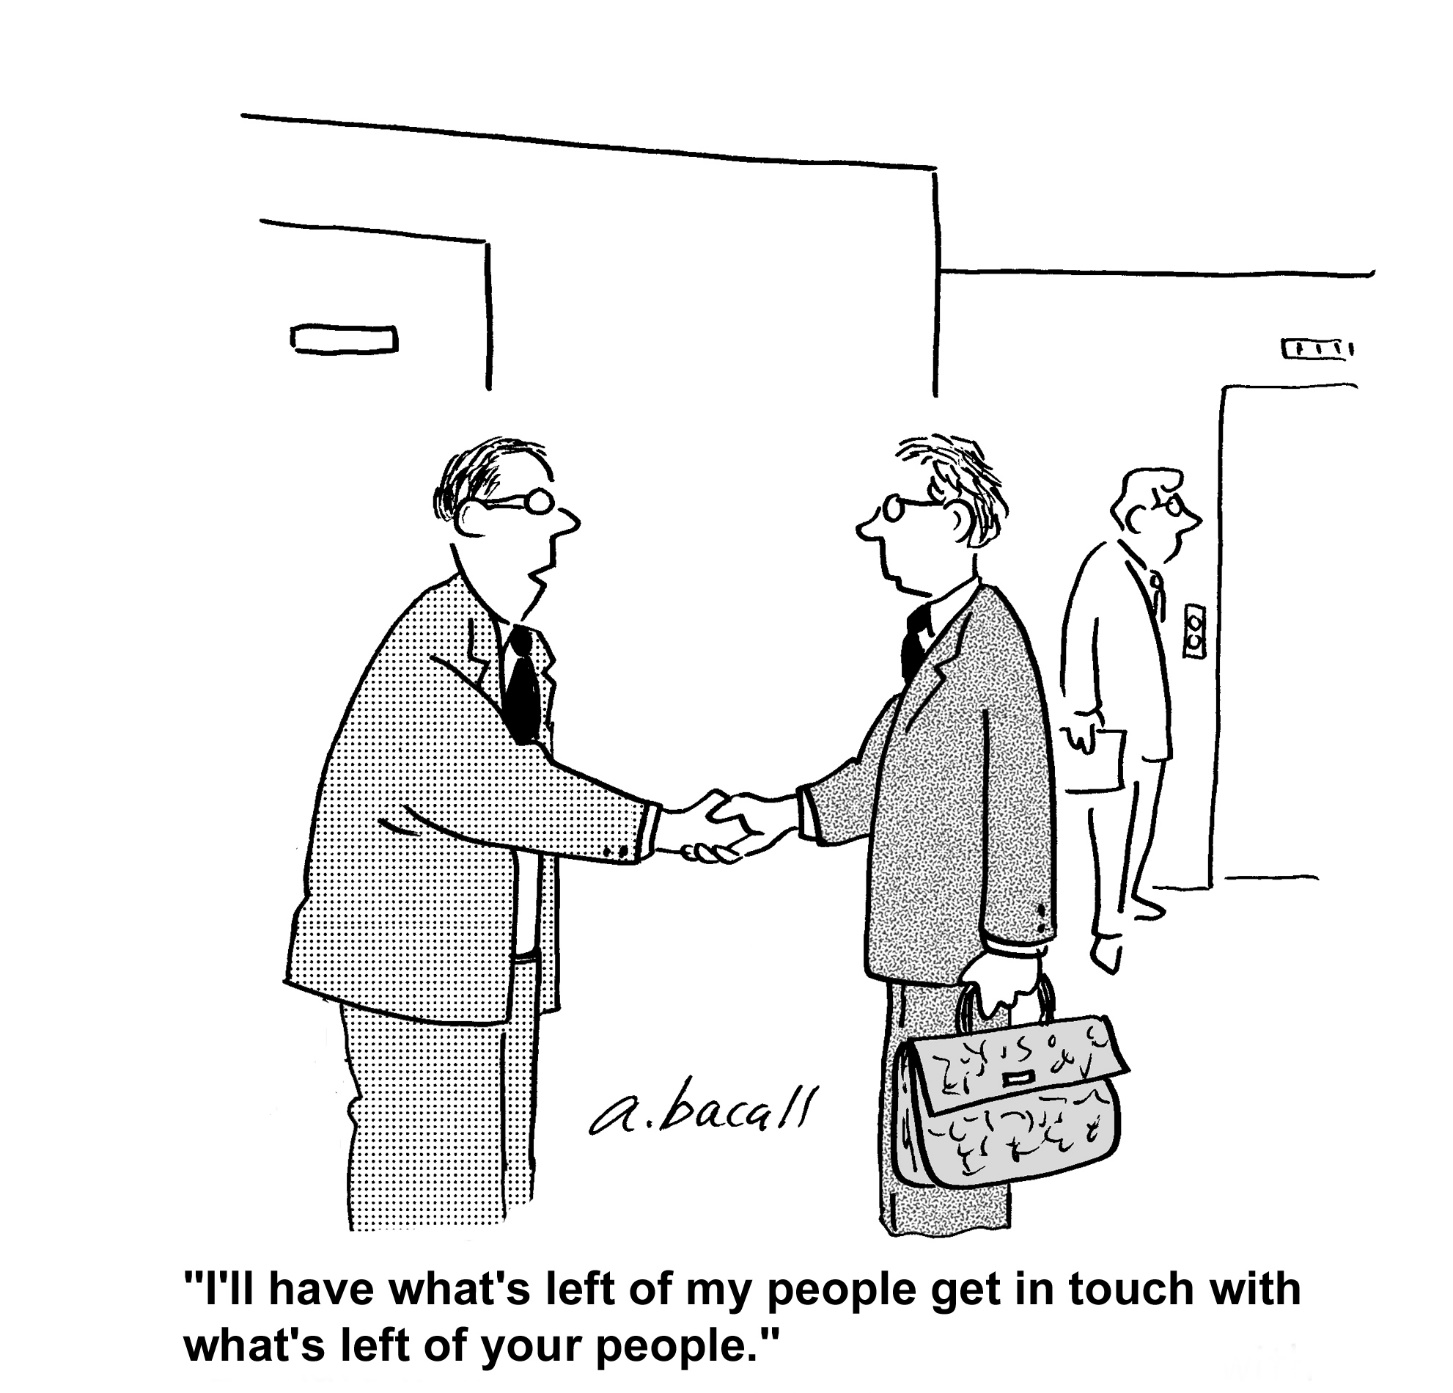 a.bacall
"I'll have what's left of my people get in touch with
what's left of your people."